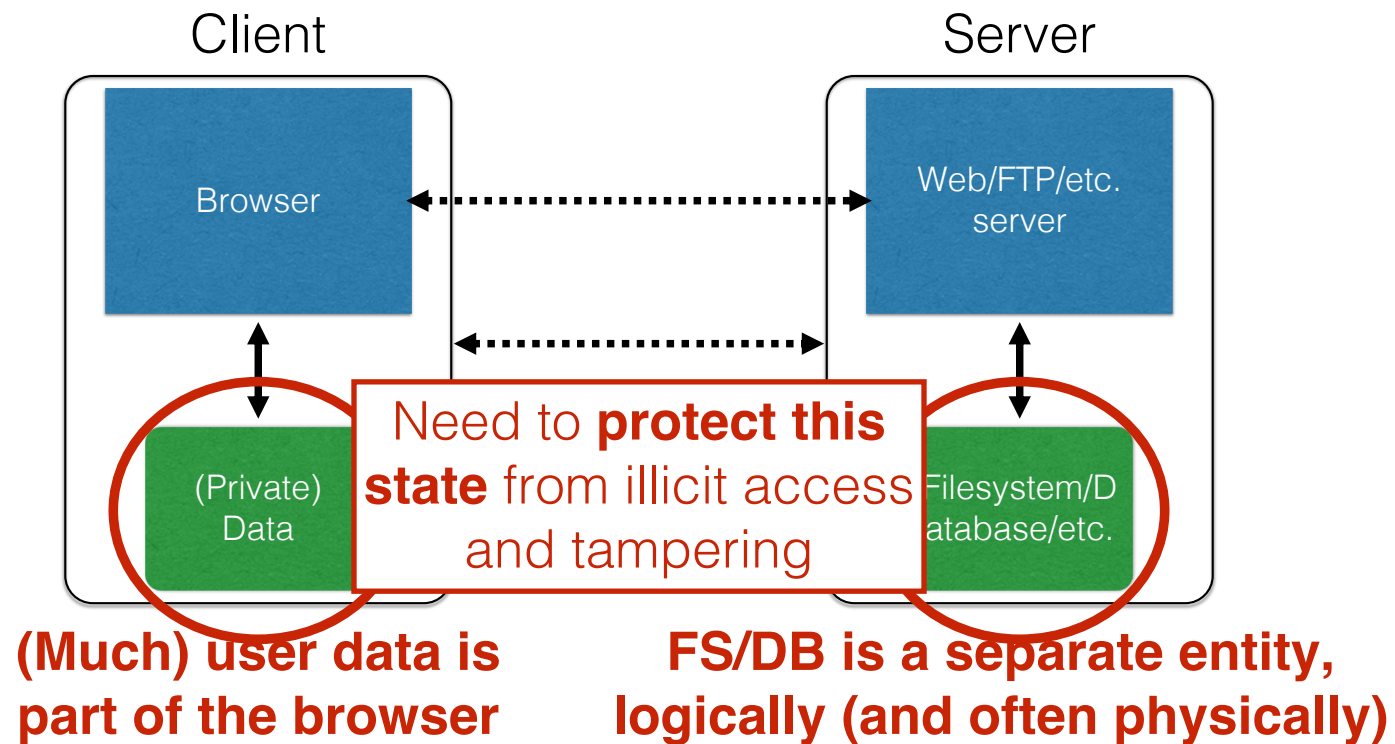 Client
Server
Browser
Web/FTP/etc.
server
(Private)
Data
Need to protect this
state from illicit access
and tampering
Filesystem/D
atabase/etc.
(Much) user data is
part of the browser
FS/DB is a separate entity,
logically (and often physically)